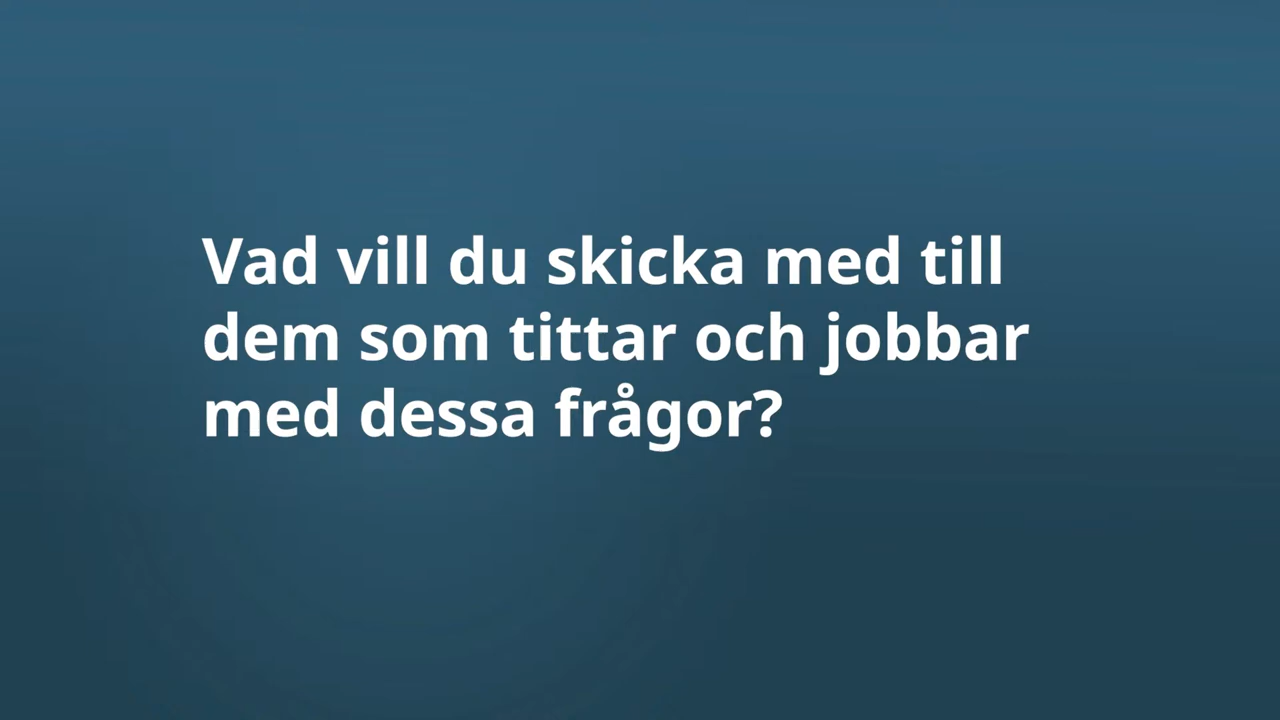 Vad vill du skicka med till
dem som tittar och jobbar
med dessa frågor?